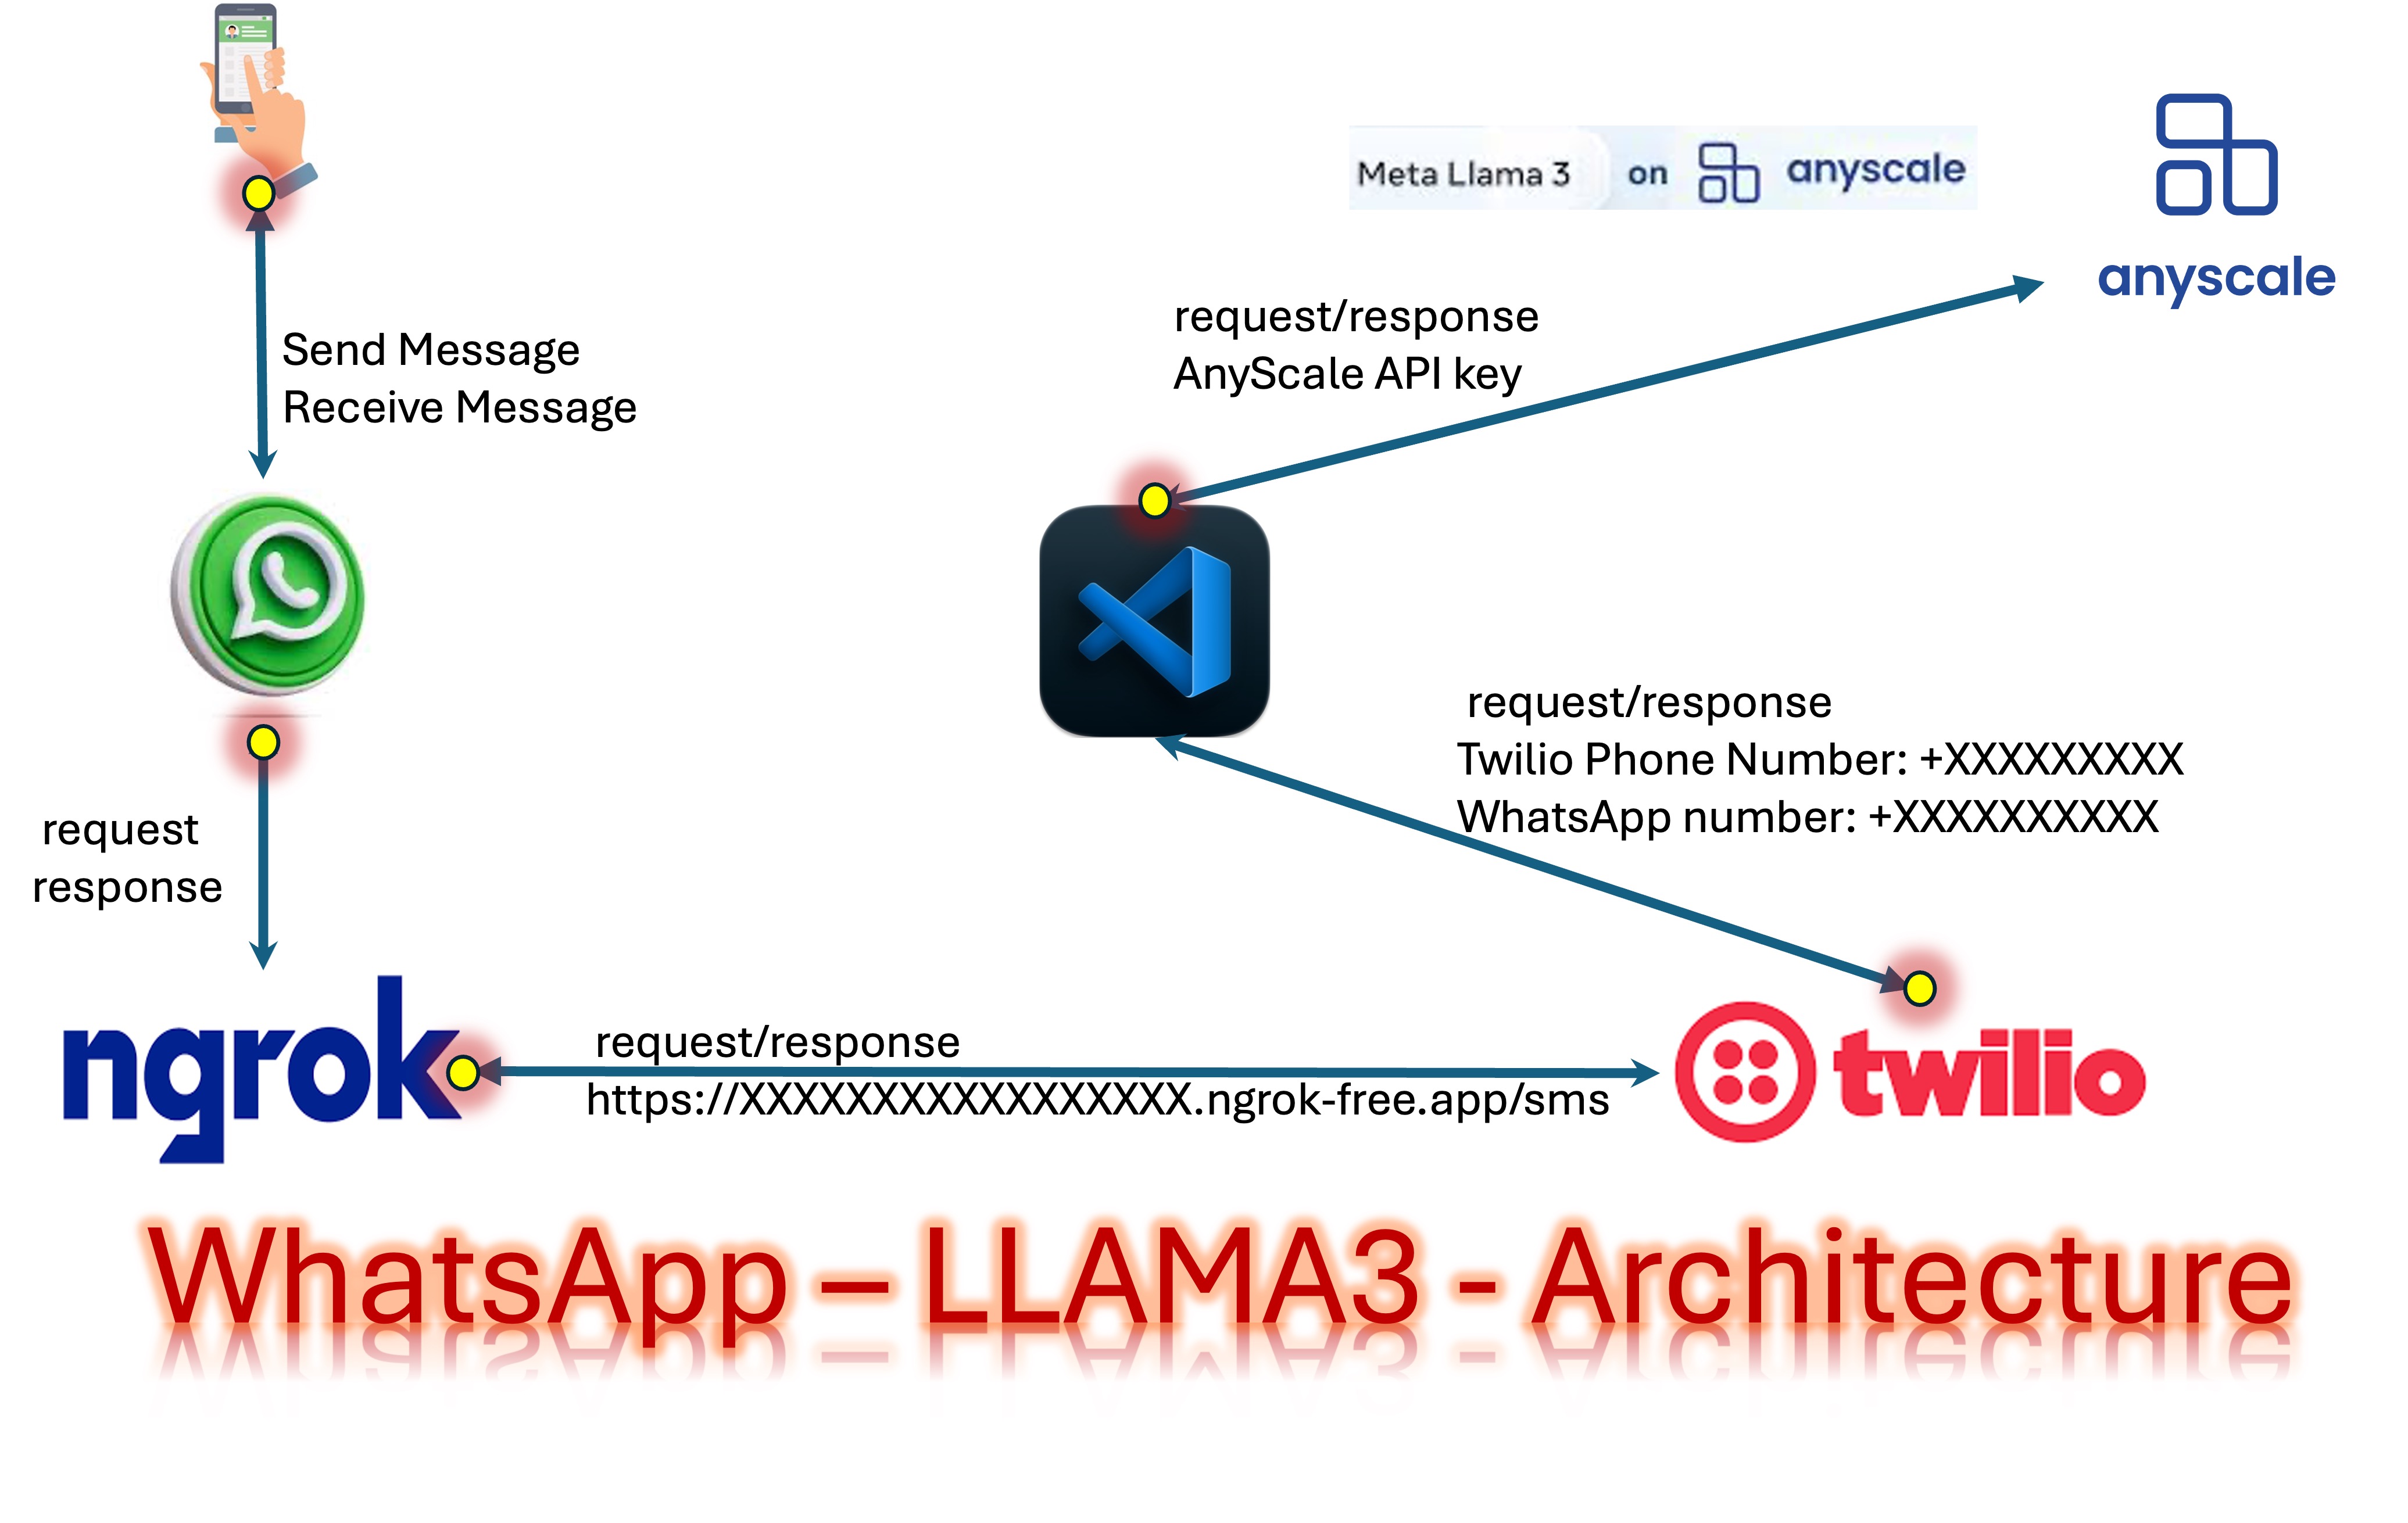 Meta Llama 3 on anyscale
anyscale
request/response
AnyScale API key
Send Message
Receive Message
request/response
Twilio Phone Number: +XXXXXXXXX
WhatsApp number: +XXXXXXXXXX
request
response
ngrok
request/response
https://XXXXXXXXXXXXXXXXX.ngrok-free.app/sms
twilio
WhatsApp – LLAMA3 - Architecture